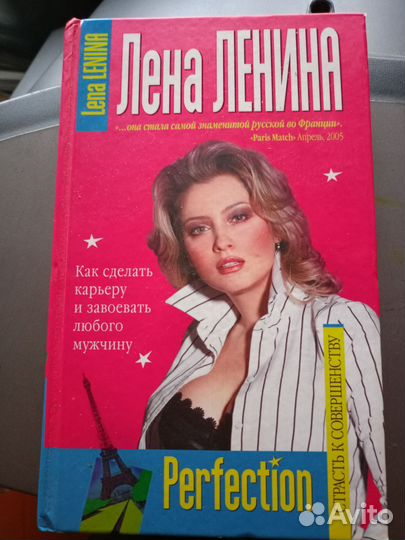 Lena LENINA
Лена ЛЕНИНА
«...она стала самой знаменитой русской во Франции».
«Paris Match» Апрель, 2005
Как сделать
карьеру
и завоевать
любого
мужчину
Perfection
СТРАСТЬ К СОВЕРШЕНСТВУ
Avito